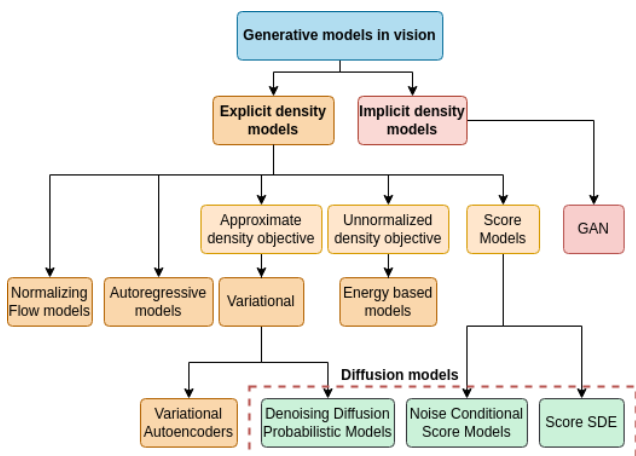 Generative models in vision
Explicit density
models
Implicit density
models
Approximate
density objective
Unnormalized
density objective
Score
Models
GAN
Normalizing
Flow models
Autoregressive
models
Variational
Energy based
models
Diffusion models
Variational
Autoencoders
Denoising Diffusion
Probabilistic Models
Noise Conditional
Score Models
Score SDE